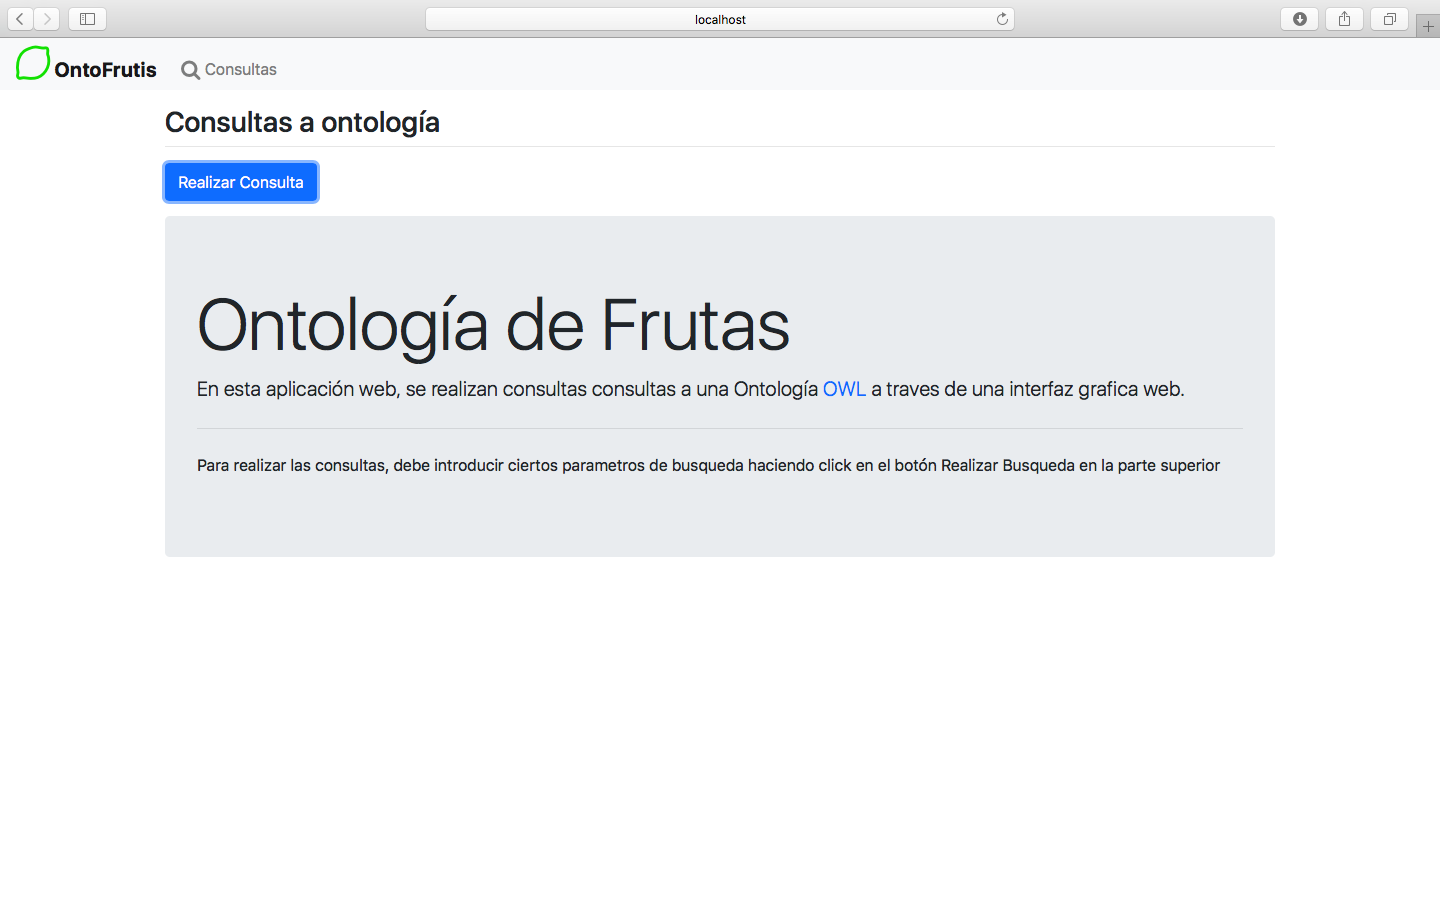 localhost
OntoFrutis Consultas
Consultas a ontología
Realizar Consulta
Ontología de Frutas
En esta aplicación web, se realizan consultas consultas a una Ontología OWL a traves de una interfaz grafica web.
Para realizar las consultas, debe introducir ciertos parametros de busqueda haciendo click en el botón Realizar Busqueda en la parte superior